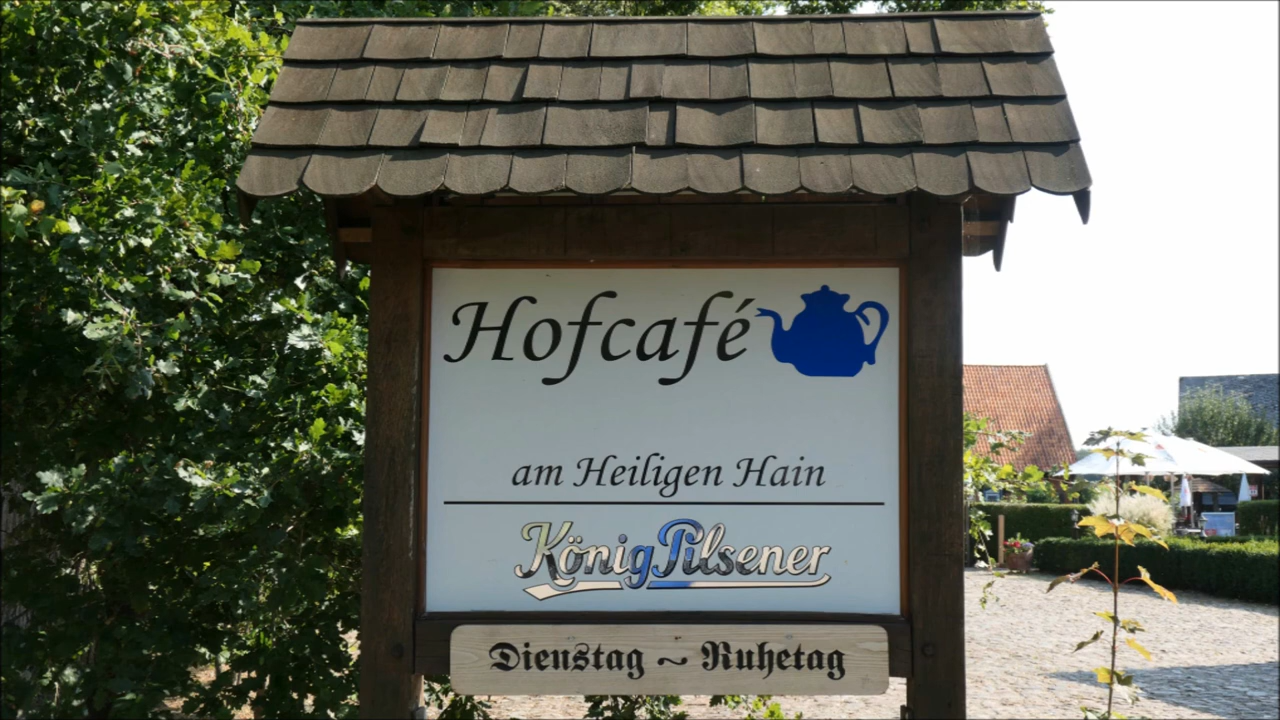 Hofcafé
am Heiligen Hain
König Pilsener
Dienstag ~ Ruhetag